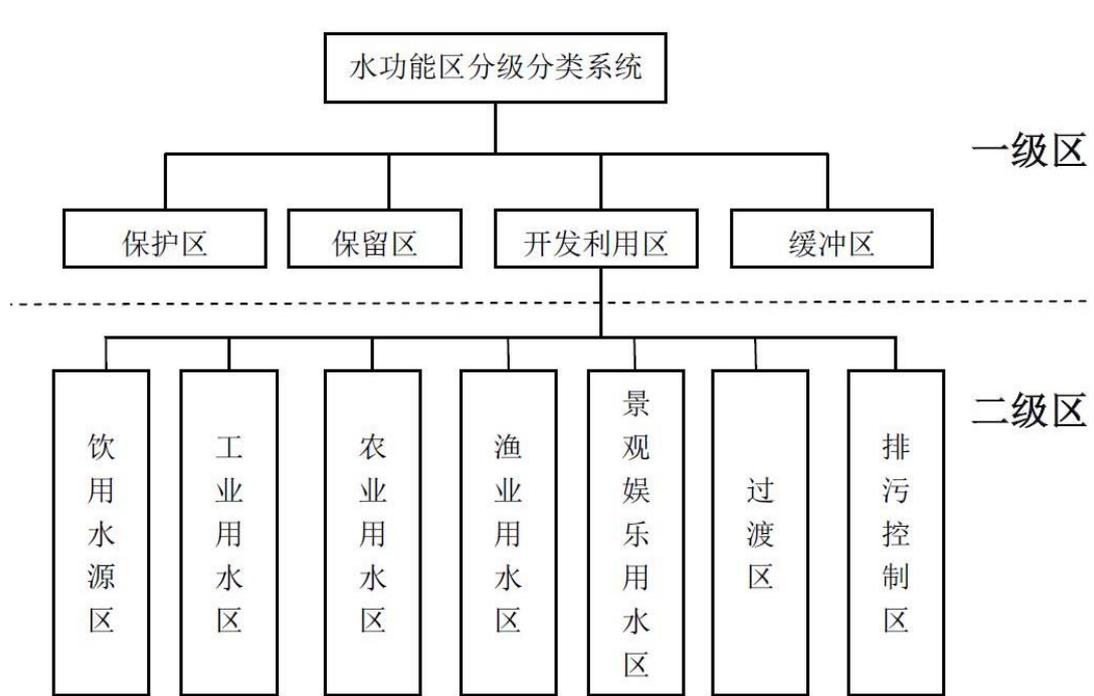 水功能区分级分类系统
一级区
保护区
保留区
开发利用区
缓冲区
二级区
饮用水源区
工业用水区
农业用水区
渔业用水区
景观娱乐用水区
过渡区
排污控制区